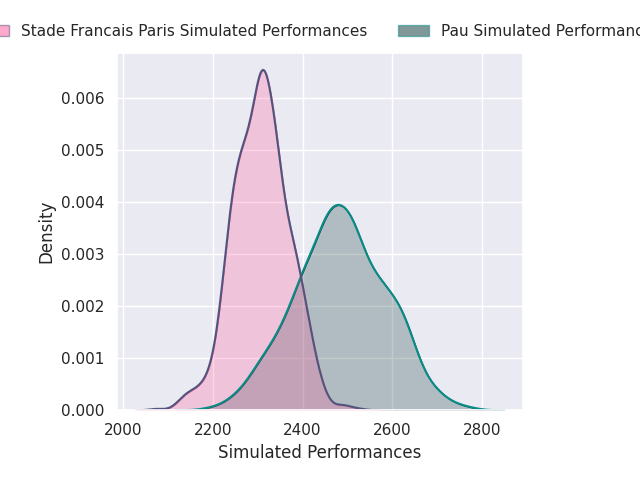 Stade Francais Paris Simulated Performances
Pau Simulated
0.006
0.005
0.004
0.003
0.002
0.001
0.000
Density
2000 2200 2400 2600 2800
Simulated Performances